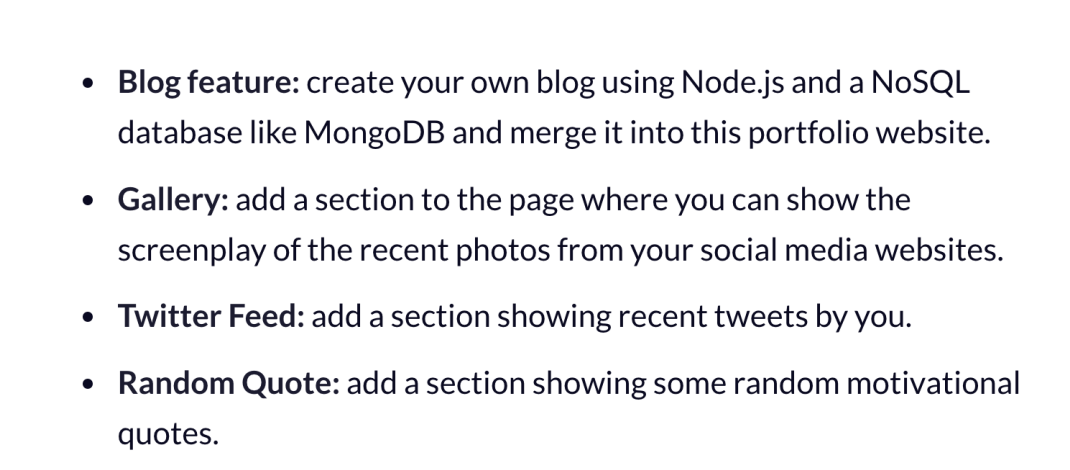 • Blog feature: create your own blog using Node.js and a NoSQL
database like MongoDB and merge it into this portfolio website.
• Gallery: add a section to the page where you can show the
screenplay of the recent photos from your social media websites.
• Twitter Feed: add a section showing recent tweets by you.
• Random Quote: add a section showing some random motivational
quotes.